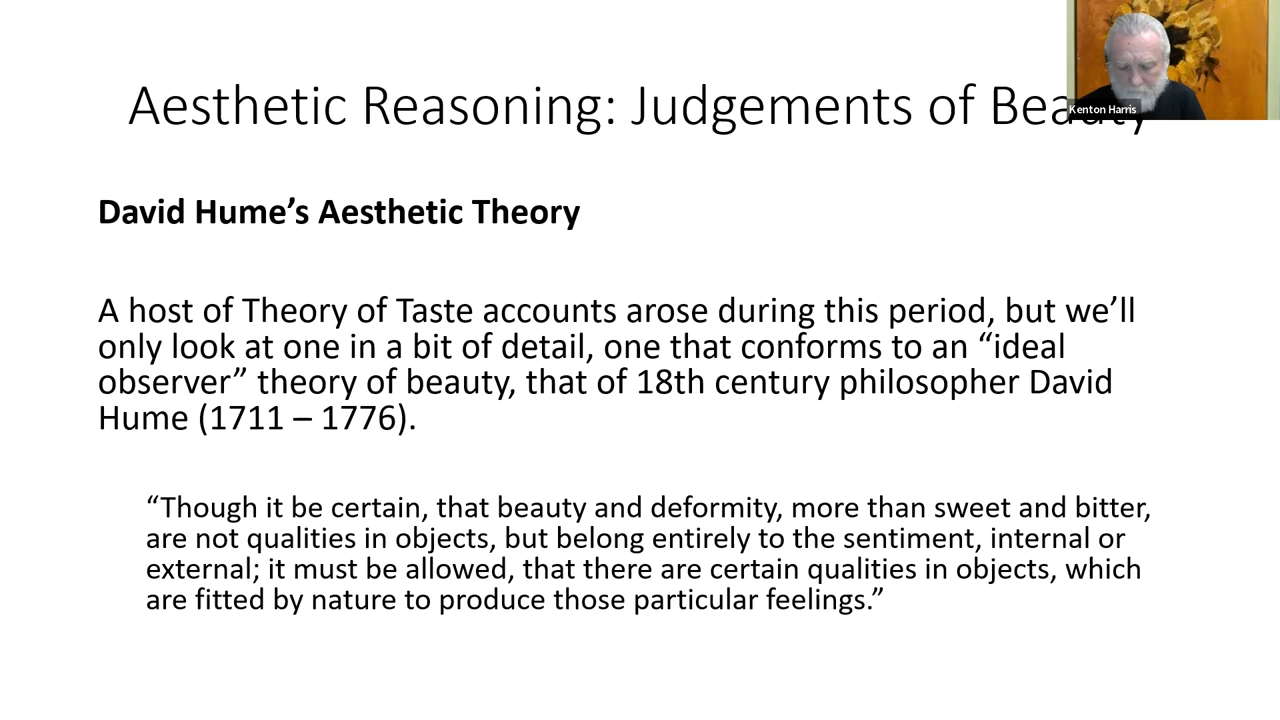 Aesthetic Reasoning: Judgements of Beauty
Kenton Harris
David Hume’s Aesthetic Theory
A host of Theory of Taste accounts arose during this period, but we’ll
only look at one in a bit of detail, one that conforms to an “ideal
observer” theory of beauty, that of 18th century philosopher David
Hume (1711 – 1776).
“Though it be certain, that beauty and deformity, more than sweet and bitter,
are not qualities in objects, but belong entirely to the sentiment, internal or
external; it must be allowed, that there are certain qualities in objects, which
are fitted by nature to produce those particular feelings.”